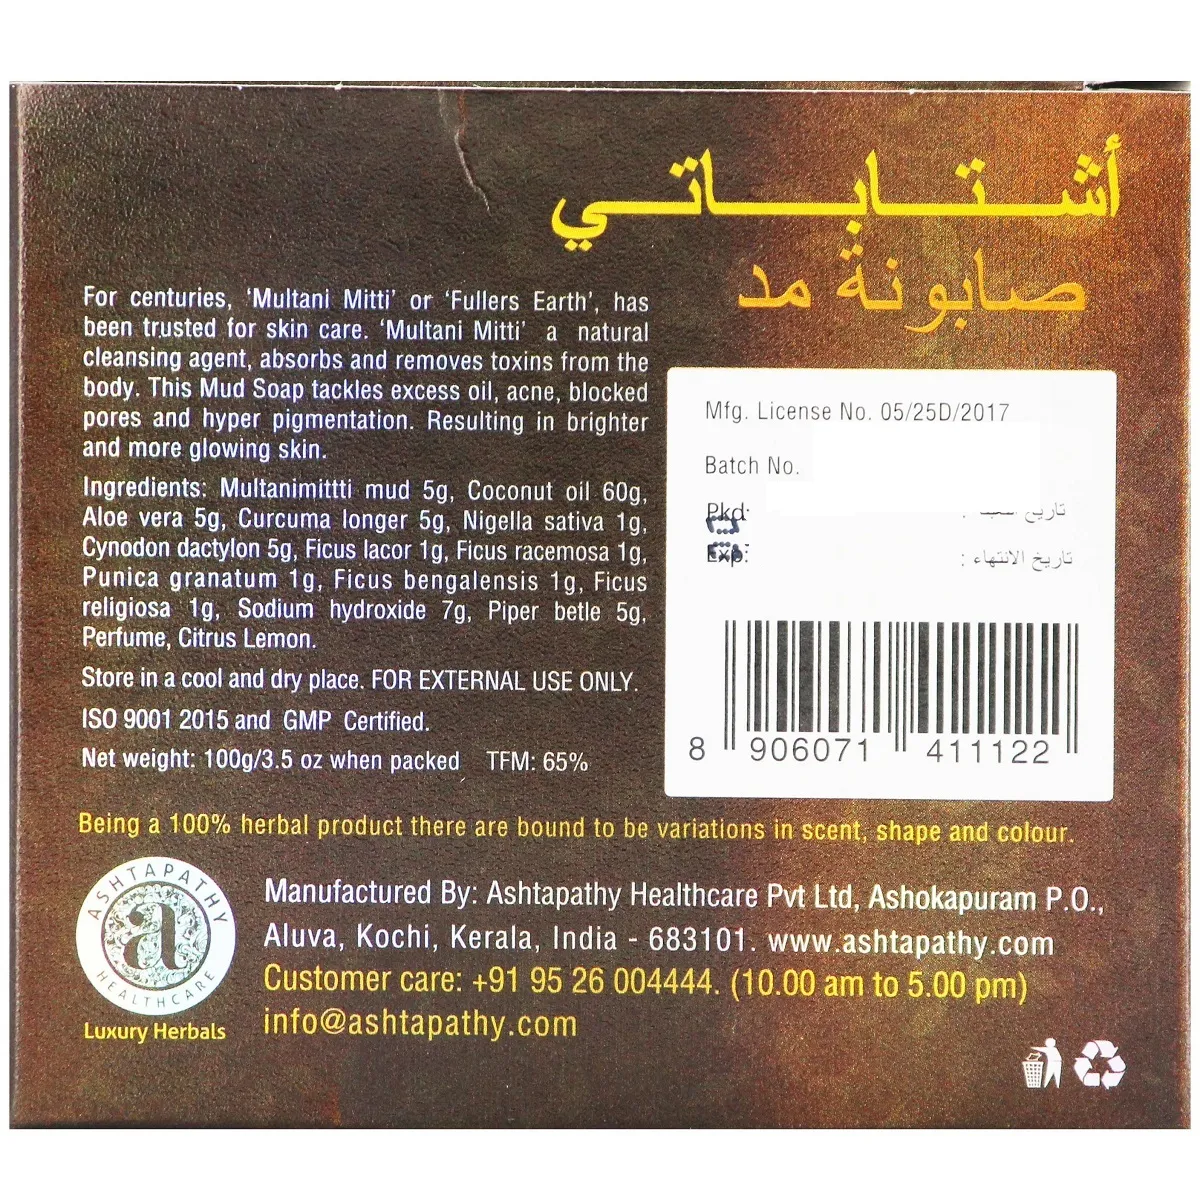 أشتاباتي
صابونة مد
For centuries, ‘Multani Mitti’ or ‘Fullers Earth’, has
been trusted for skin care. ‘Multani Mitti’ a natural
cleansing agent, absorbs and removes toxins from the
body. This Mud Soap tackles excess oil, acne, blocked
pores and hyper pigmentation. Resulting in brighter
and more glowing skin.
Ingredients: Multanimittti mud 5g, Coconut oil 60g,
Aloe vera 5g, Curcuma longer 5g, Nigella sativa 1g,
Cynodon dactylon 5g, Ficus lacor 1g, Ficus racemosa 1g,
Punica granatum 1g, Ficus bengalensis 1g, Ficus
religiosa 1g, Sodium hydroxide 7g, Piper betle 5g,
Perfume, Citrus Lemon.
Store in a cool and dry place. FOR EXTERNAL USE ONLY.
ISO 9001 2015 and GMP Certified.
Net weight: 100g/3.5 oz when packed TFM: 65%
Mfg. License No. 05/25D/2017
Batch No.
Pkd: تاريخ :
Exp: تاريخ الانتهاء :
8 906071 411122
Being a 100% herbal product there are bound to be variations in scent, shape and colour.
ASHTAPATHY
a
HEALTHCARE
Luxury Herbals
Manufactured By: Ashtapathy Healthcare Pvt Ltd, Ashokapuram P.O.,
Aluva, Kochi, Kerala, India - 683101. www.ashtapathy.com
Customer care: +91 95 26 004444. (10.00 am to 5.00 pm)
info@ashtapathy.com